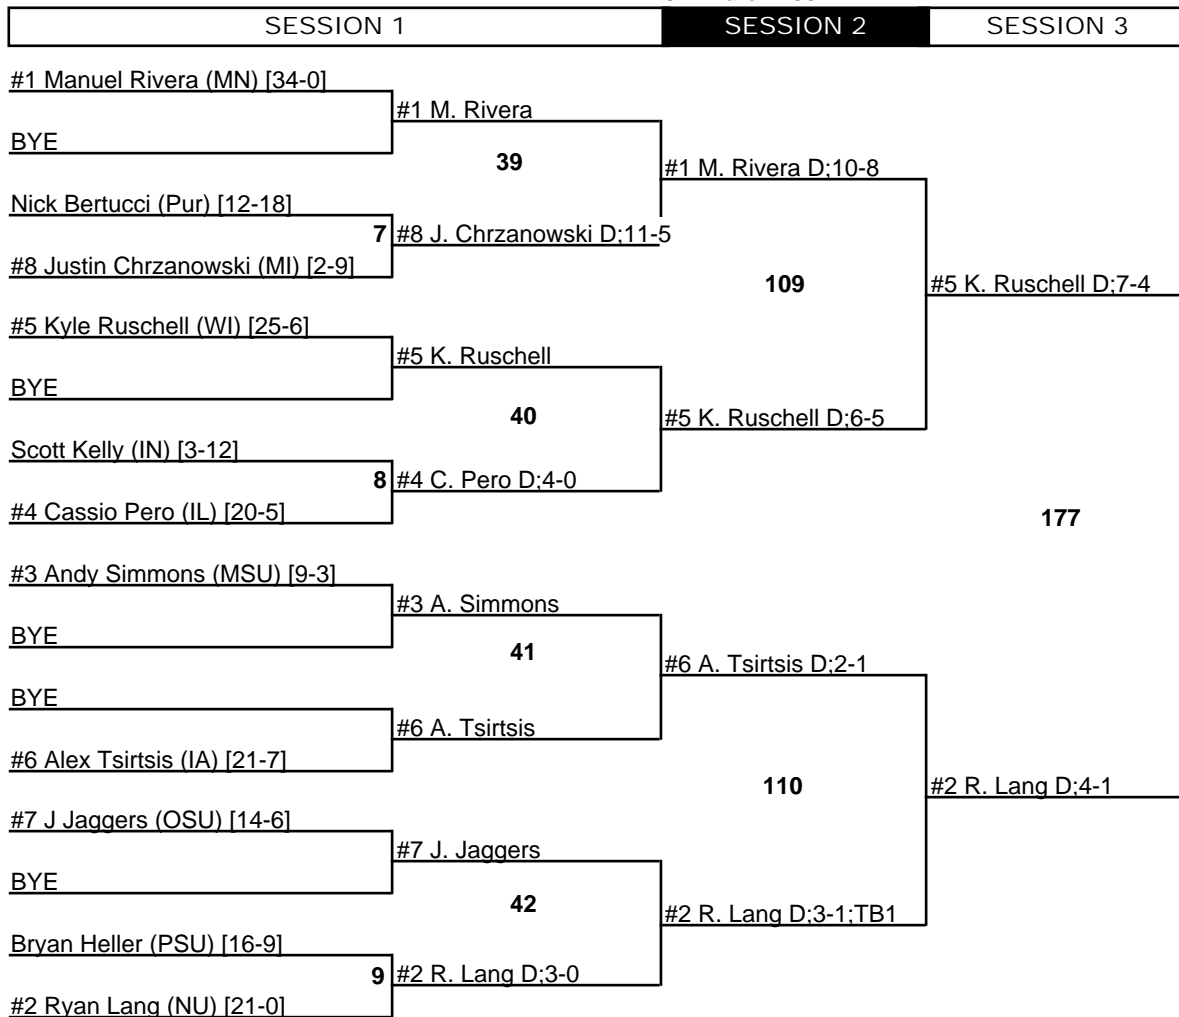 SESSION 1
SESSION 2
SESSION 3
#1 Manuel Rivera (MN) [34-0]
#1 M. Rivera
BYE
39
#1 M. Rivera D;10-8
Nick Bertucci (Pur) [12-18]
7
#8 J. Chrzanowski D;11-5
#8 Justin Chrzanowski (MI) [2-9]
109
#5 K. Ruschell D;7-4
#5 Kyle Ruschell (WI) [25-6]
#5 K. Ruschell
BYE
40
#5 K. Ruschell D;6-5
Scott Kelly (IN) [3-12]
8
#4 C. Pero D;4-0
#4 Cassio Pero (IL) [20-5]
177
#3 Andy Simmons (MSU) [9-3]
#3 A. Simmons
BYE
41
#6 A. Tsirtsis D;2-1
BYE
#6 A. Tsirtsis
#6 Alex Tsirtsis (IA) [21-7]
110
#2 R. Lang D;4-1
#7 J Jaggers (OSU) [14-6]
#7 J. Jaggers
BYE
42
#2 R. Lang D;3-1;TB1
Bryan Heller (PSU) [16-9]
9
#2 R. Lang D;3-0
#2 Ryan Lang (NU) [21-0]